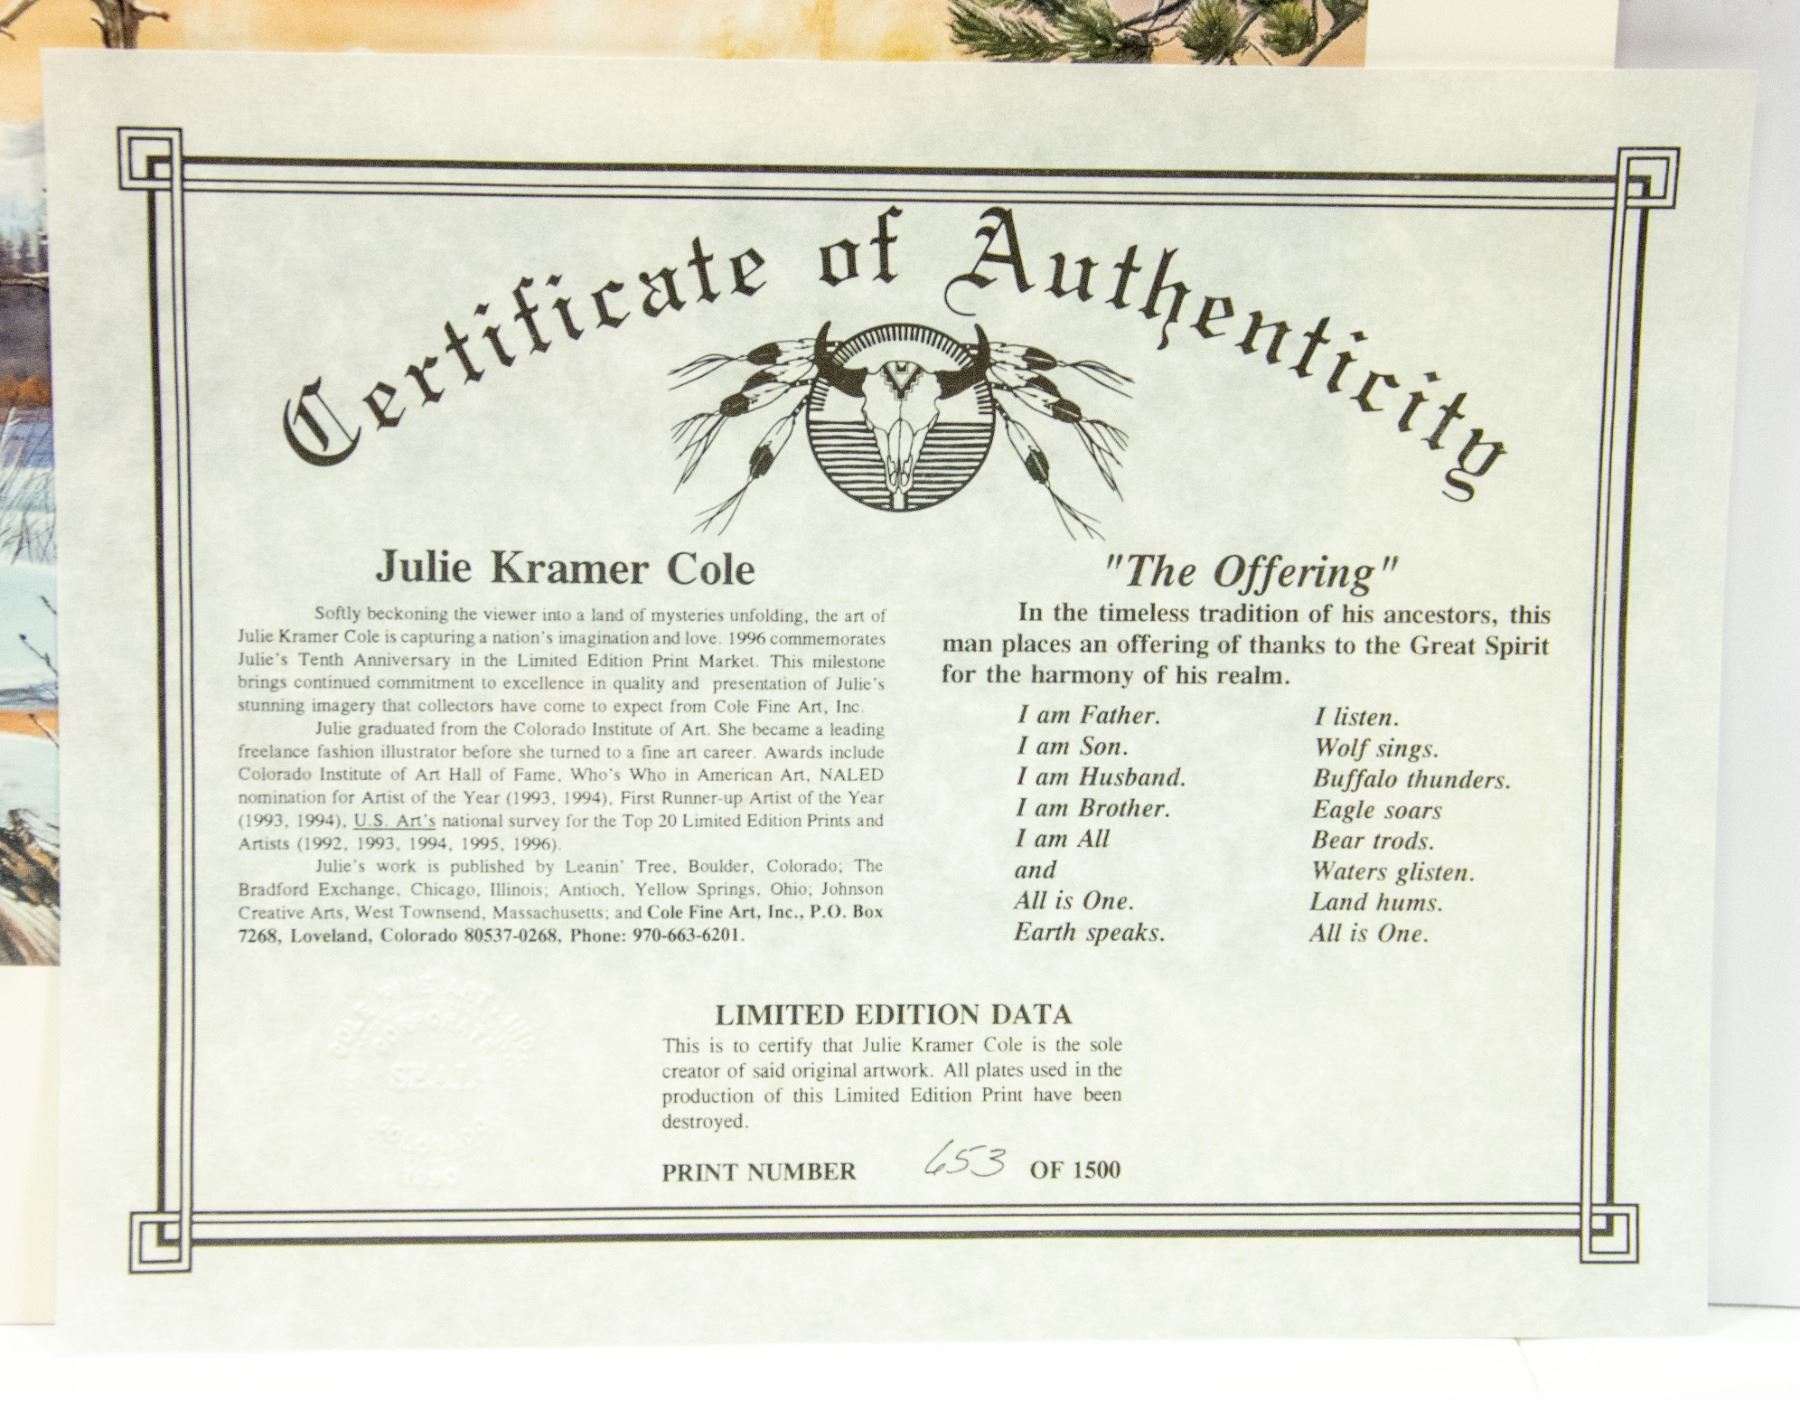 Certificate of Authenticity
Julie Kramer Cole
Softly beckoning the viewer into a land of mysteries unfolding, the art of
Julie Kramer Cole is capturing a nation's imagination and love. 1996 commemorates
Julie's Tenth Anniversary in the Limited Edition Print Market. This milestone
brings continued commitment to excellence in quality and presentation of Julie's
stunning imagery that collectors have come to expect from Cole Fine Art, Inc.
Julie graduated from the Colorado Institute of Art. She became a leading
freelance fashion illustrator before she turned to a fine art career. Awards include
Colorado Institute of Art Hall of Fame, Who's Who in American Art, NALED
nomination for Artist of the Year (1993, 1994), First Runner-up Artist of the Year
(1993, 1994), U.S. Art's national survey for the Top 20 Limited Edition Prints and
Artists (1992, 1993, 1994, 1995, 1996).
Julie's work is published by Leanin' Tree, Boulder, Colorado; The
Bradford Exchange, Chicago, Illinois; Antioch, Yellow Springs, Ohio; Johnson
Creative Arts, West Townsend, Massachusetts; and Cole Fine Art, Inc., P.O. Box
7268, Loveland, Colorado 80537-0268, Phone: 970-663-6201.
"The Offering"
In the timeless tradition of his ancestors, this
man places an offering of thanks to the Great Spirit
for the harmony of his realm.
I am Father.
I am Son.
I am Husband.
I am Brother.
I am All
and
All is One.
Earth speaks.
I listen.
Wolf sings.
Buffalo thunders.
Eagle soars
Bear trods.
Waters glisten.
Land hums.
All is One.
COLE FINE ART, INC.
CORPORATE
SEAL
LIMITED EDITION DATA
This is to certify that Julie Kramer Cole is the sole
creator of said original artwork. All plates used in the
production of this Limited Edition Print have been
destroyed.
PRINT NUMBER 653 OF 1500